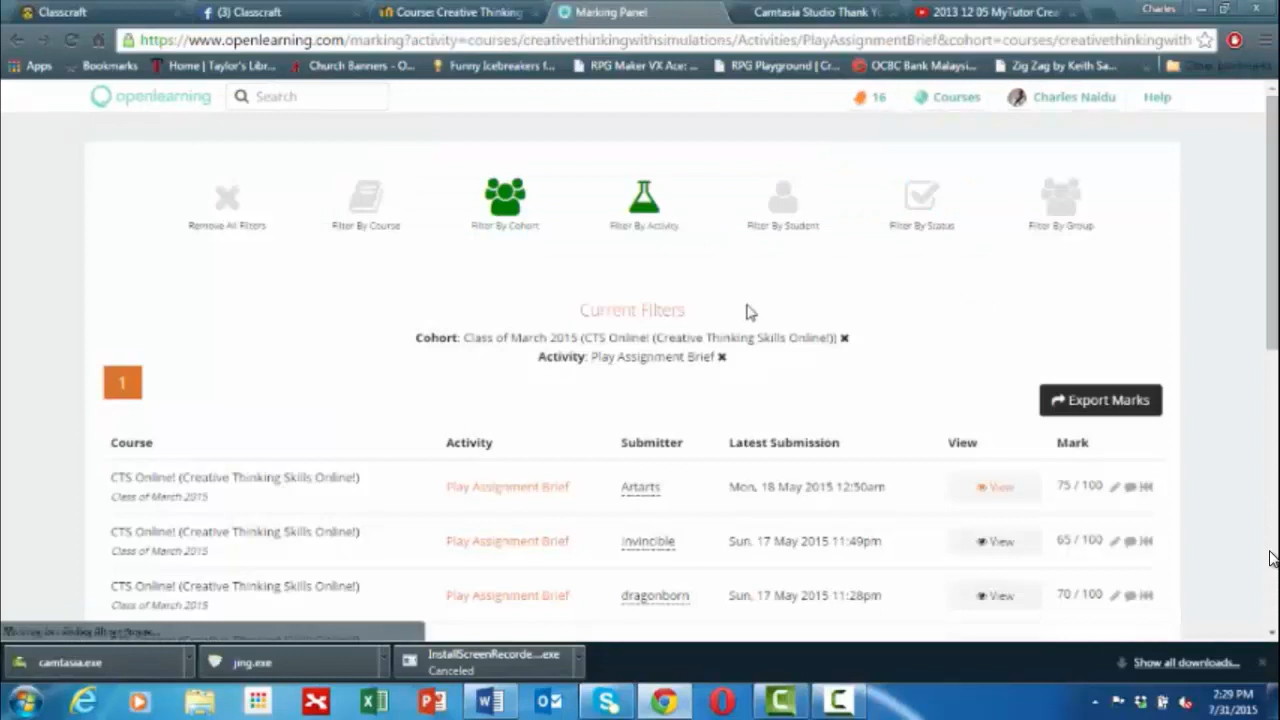 Classcraft
(3) Classcraft
Course: Creative Thinking
Marking Panel
Camtasia Studio Thank Y
2013 12 05 MyTutor Crea
Charles
https://www.openlearning.com/marking?activity=courses/creativethinkingwithsimulations/Activities/PlayAssignmentBrief&cohort=courses/creativethinkingwith
Apps
Bookmarks
Home | Taylor's Libr...
Church Banners - O...
Funny Icebreakers f...
RPG Maker VX Ace: ...
RPG Playground | Cr...
OCBC Bank Malaysi...
Zig Zag by Keith Sa...
openlearning
Search
16
Courses
Charles Naidu
Help
Remove All Filters
Filter By Course
Filter By Cohort
Filter By Activity
Filter By Student
Filter By Status
Filter By Group
Current Filters
Cohort: Class of March 2015 (CTS Online! (Creative Thinking Skills Online!))
Activity: Play Assignment Brief
1
Export Marks
Course Activity Submitter Latest Submission View Mark
CTS Online! (Creative Thinking Skills Online!)
Class of March 2015
Play Assignment Brief Artarts Mon, 18 May 2015 12:50am View 75 / 100
CTS Online! (Creative Thinking Skills Online!)
Class of March 2015
Play Assignment Brief Invincible Sun, 17 May 2015 11:49pm View 65 / 100
CTS Online! (Creative Thinking Skills Online!)
Class of March 2015
Play Assignment Brief dragonborn Sun, 17 May 2015 11:28pm View 70 / 100
camtasia.exe
jing.exe
InstallScreenRecorde....exe
Canceled
Show all downloads...
2:29 PM
7/31/2015